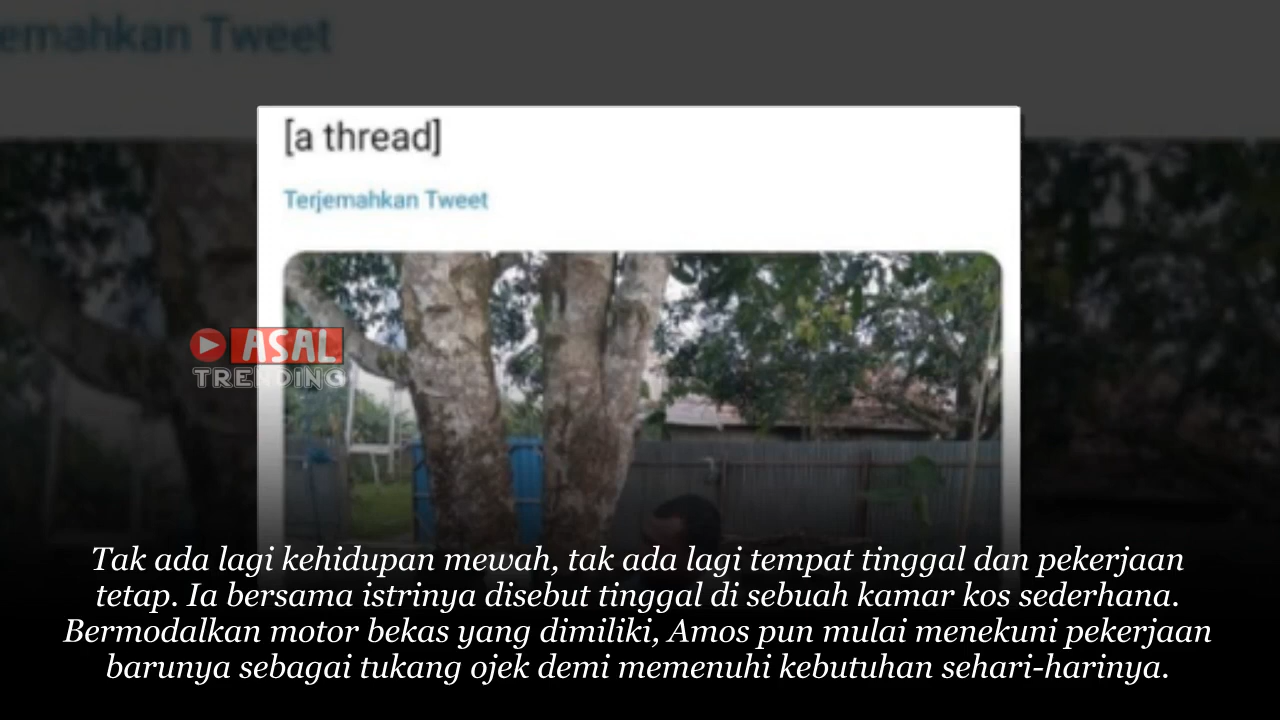 emahkan Tweet
[a thread]
Terjemahkan Tweet
ASAL
TRENDING
Tak ada lagi kehidupan mewah, tak ada lagi tempat tinggal dan pekerjaan
tetap. Ia bersama istrinya disebut tinggal di sebuah kamar kos sederhana.
Bermodalkan motor bekas yang dimiliki, Amos pun mulai menekuni pekerjaan
barunya sebagai tukang ojek demi memenuhi kebutuhan sehari-harinya.